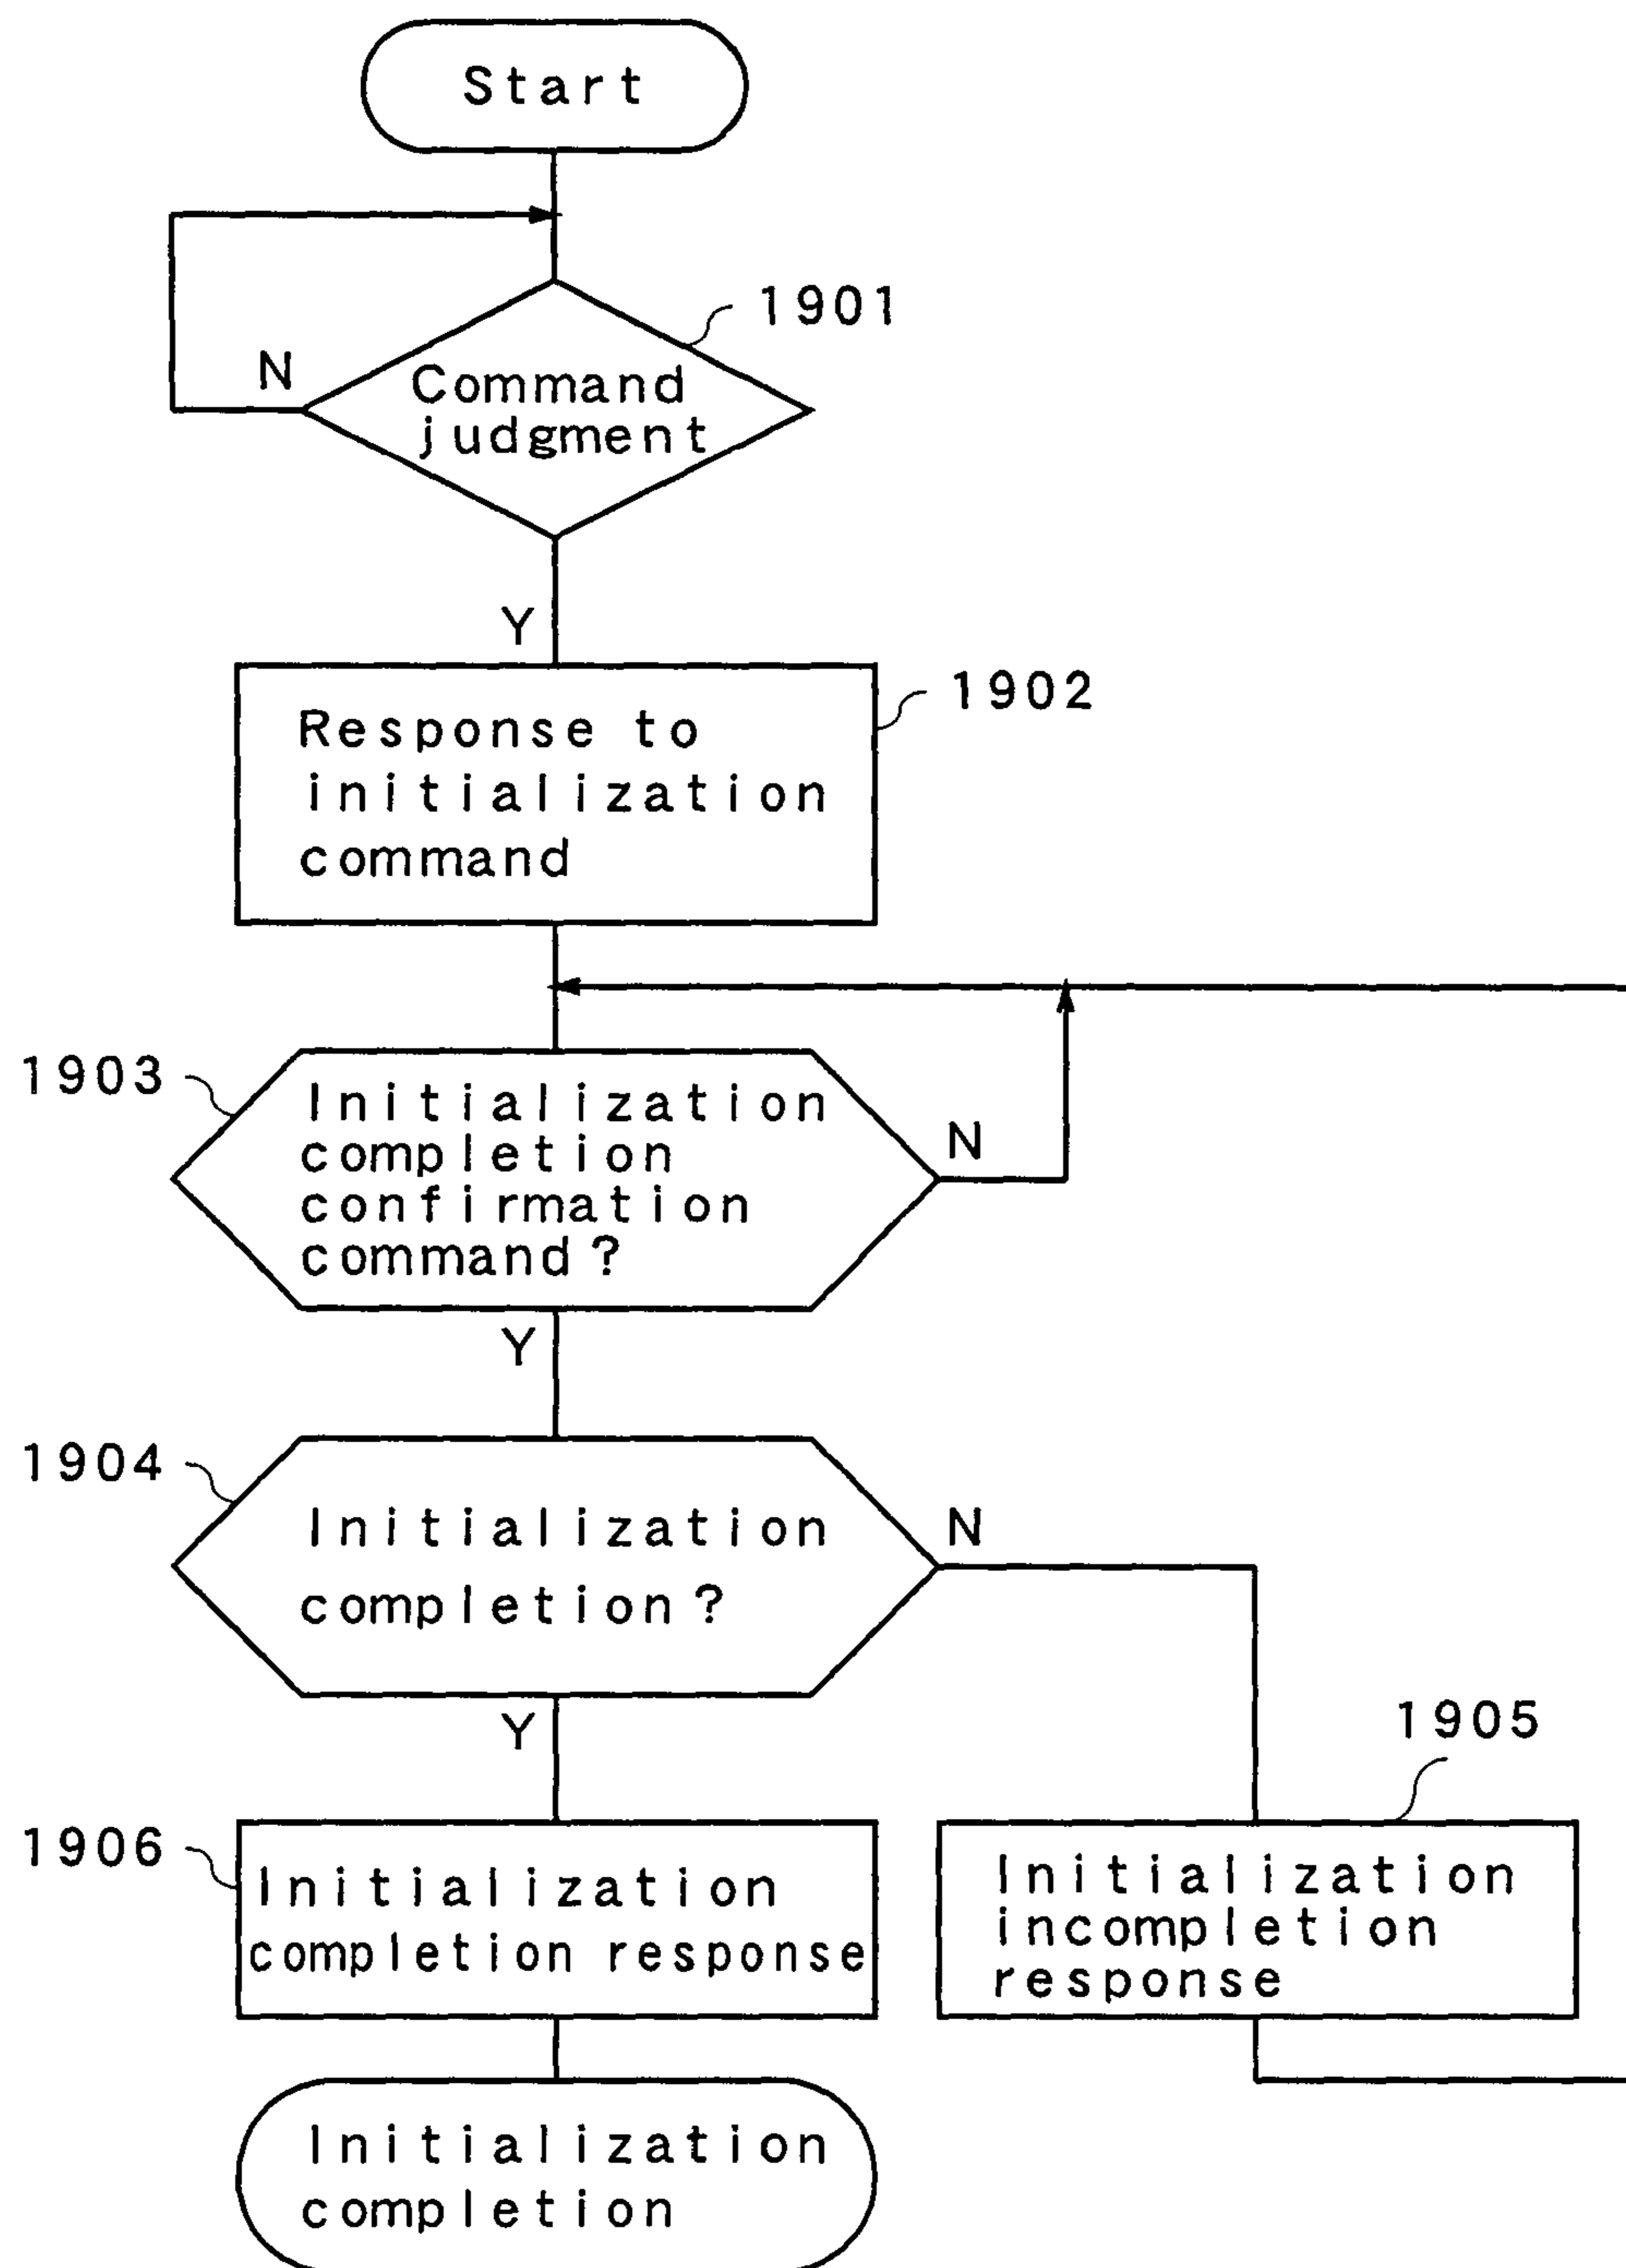 Start
1901
N
Command
judgment
Y
1902
Response to
initialization
command
1903
Initialization
completion
confirmation
command?
N
Y
1904
Initialization
completion?
N
Y
1905
1906
Initialization
completion response
Initialization
incompletion
response
Initialization
completion